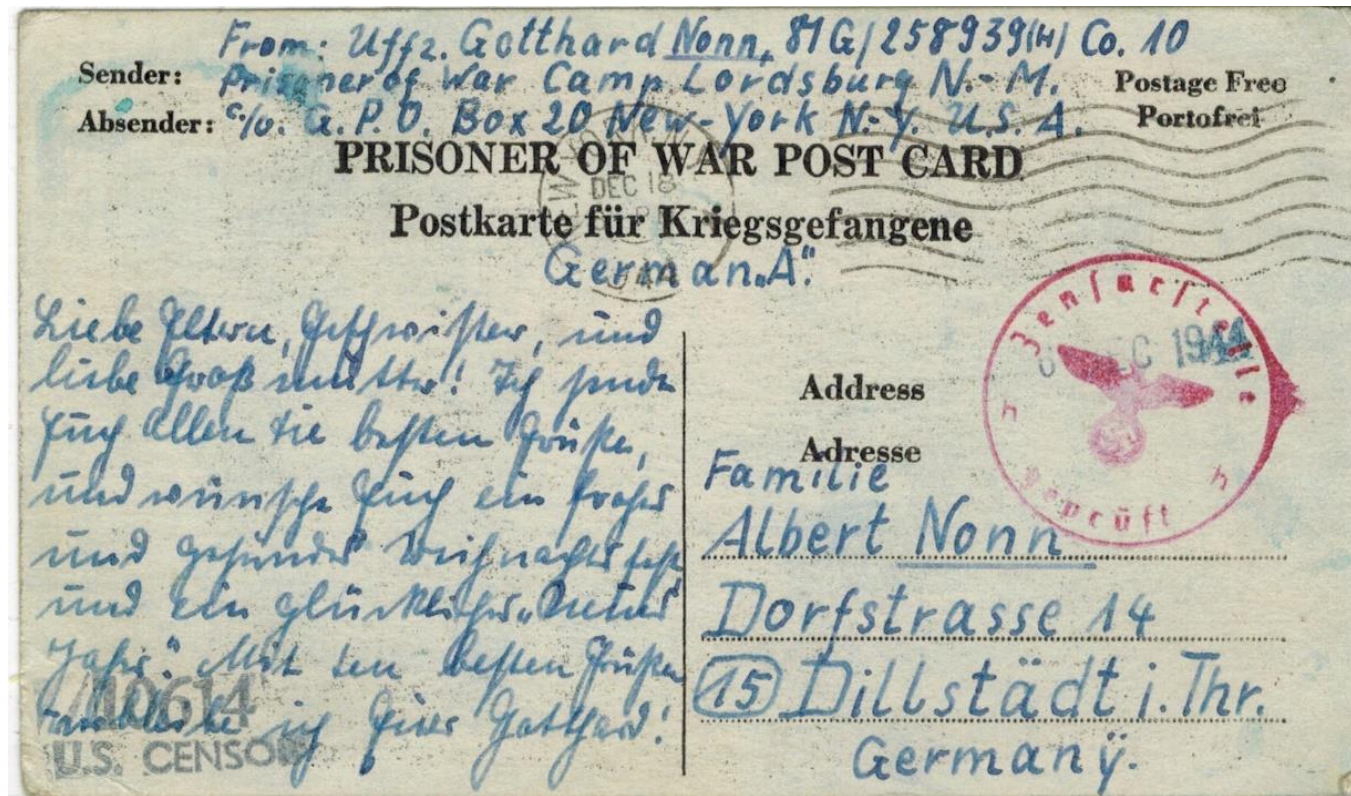 From: Uffz. Gotthard Nonn, 81G/258939(H) Co. 10
Sender: Prisoner of War Camp Lordsburg N.-M. Postage Free
Absender: c/o. G.P.O. Box 20 New-York N.-Y. U.S.A. Portofrei
PRISONER OF WAR POST CARD
DEC 18
Postkarte für Kriegsgefangene
German „A“.
Liebe Eltern, Geschwister, und
liebe Großmutter! Ich sende
Euch Allen die besten Grüße,
und wünsche Euch ein frohes
und gesundes Weihnachtsfest
und ein glückliches „Neues
Jahr“. Mit den besten Grüßen
verbleibe ich Euer Gotthard!
10614
U.S. CENSOR
Zensurstelle
DEC 1944
geprüft
Address
Adresse
Familie
Albert Nonn
Dorfstrasse 14
15 Dillstädt i. Thr.
Germanÿ.